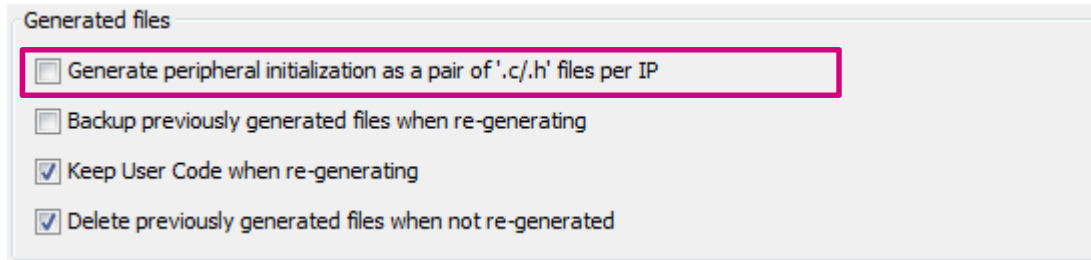 Generated files
Generate peripheral initialization as a pair of '.c/.h' files per IP
Backup previously generated files when re-generating
Keep User Code when re-generating
Delete previously generated files when not re-generated